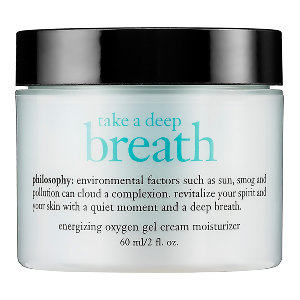 take a deep
breath
philosophy: environmental factors such as sun, smog and
pollution can cloud a complexion. revitalize your spirit and
your skin with a quiet moment and a deep breath.
energizing oxygen gel cream moisturizer
60 ml/2 fl. oz.